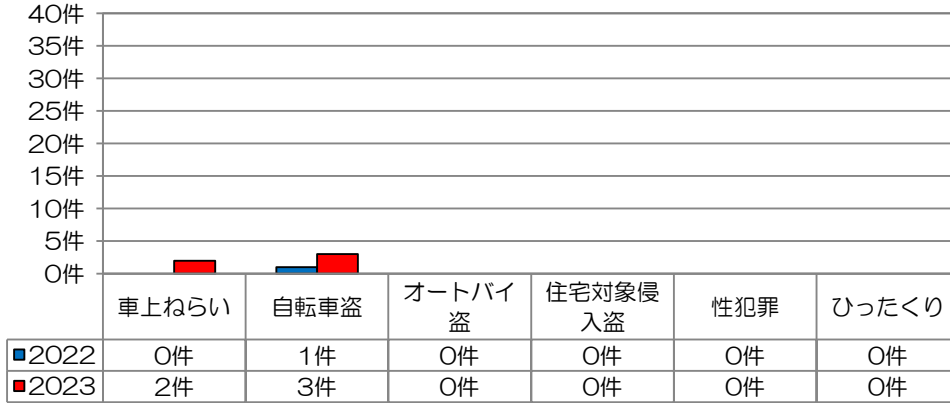 40件
35件
30件
25件
20件
15件
10件
5件
0件
車上ねらい 自転車盗 オートバイ 住宅対象侵 性犯罪 ひったくり
盗 入盗
2022 0件 1件 0件 0件 0件 0件
2023 2件 3件 0件 0件 0件 0件